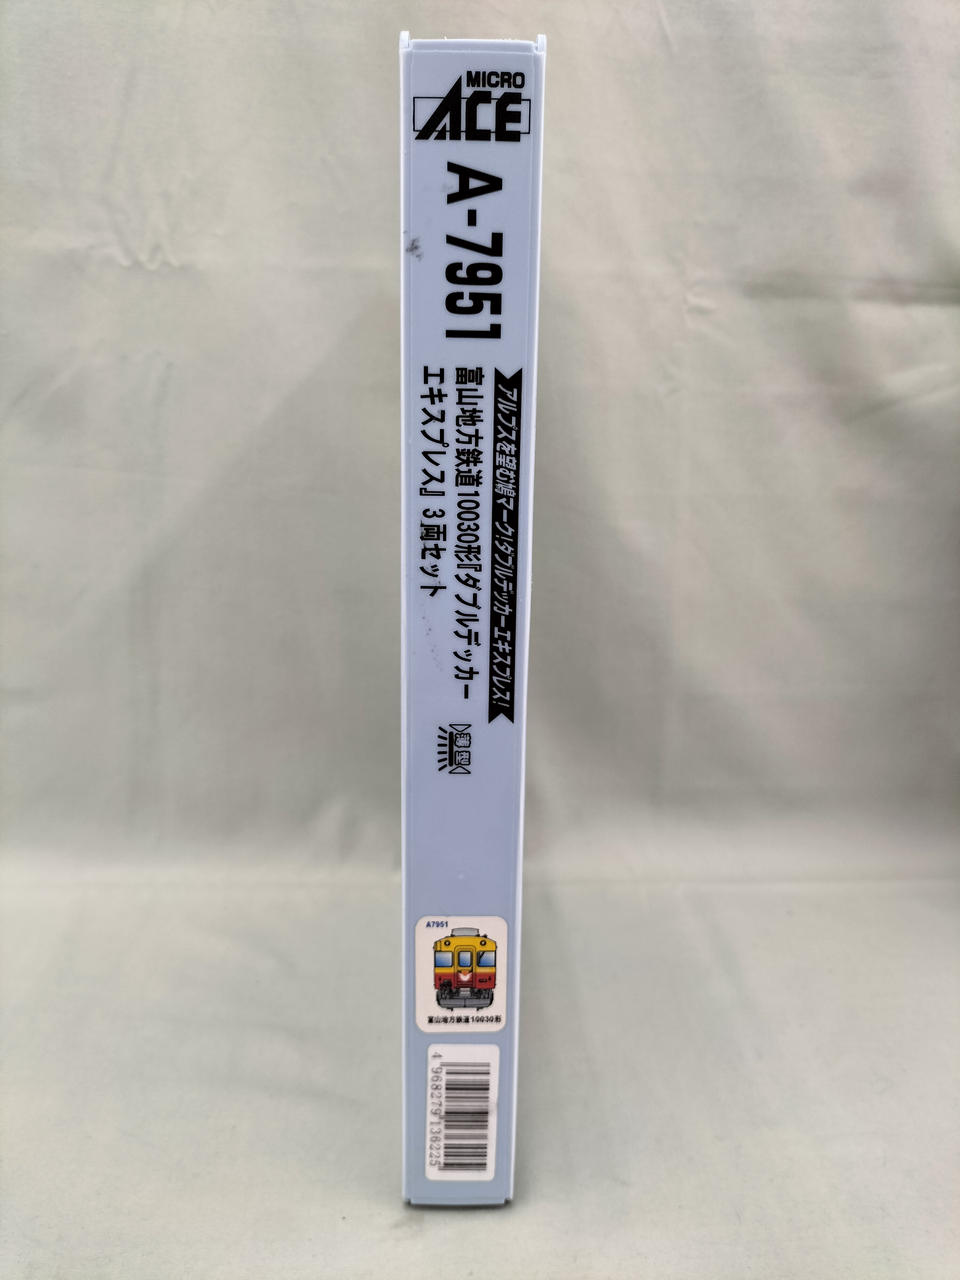 MICRO
ACE
A-7951
アルプスを望む鳩マーク!ダブルデッカーエキスプレス!
富山地方鉄道10030形『ダブルデッカー
エキスプレス』3両セット
薄型
A7951
富山地方鉄道10030形
4968279136225